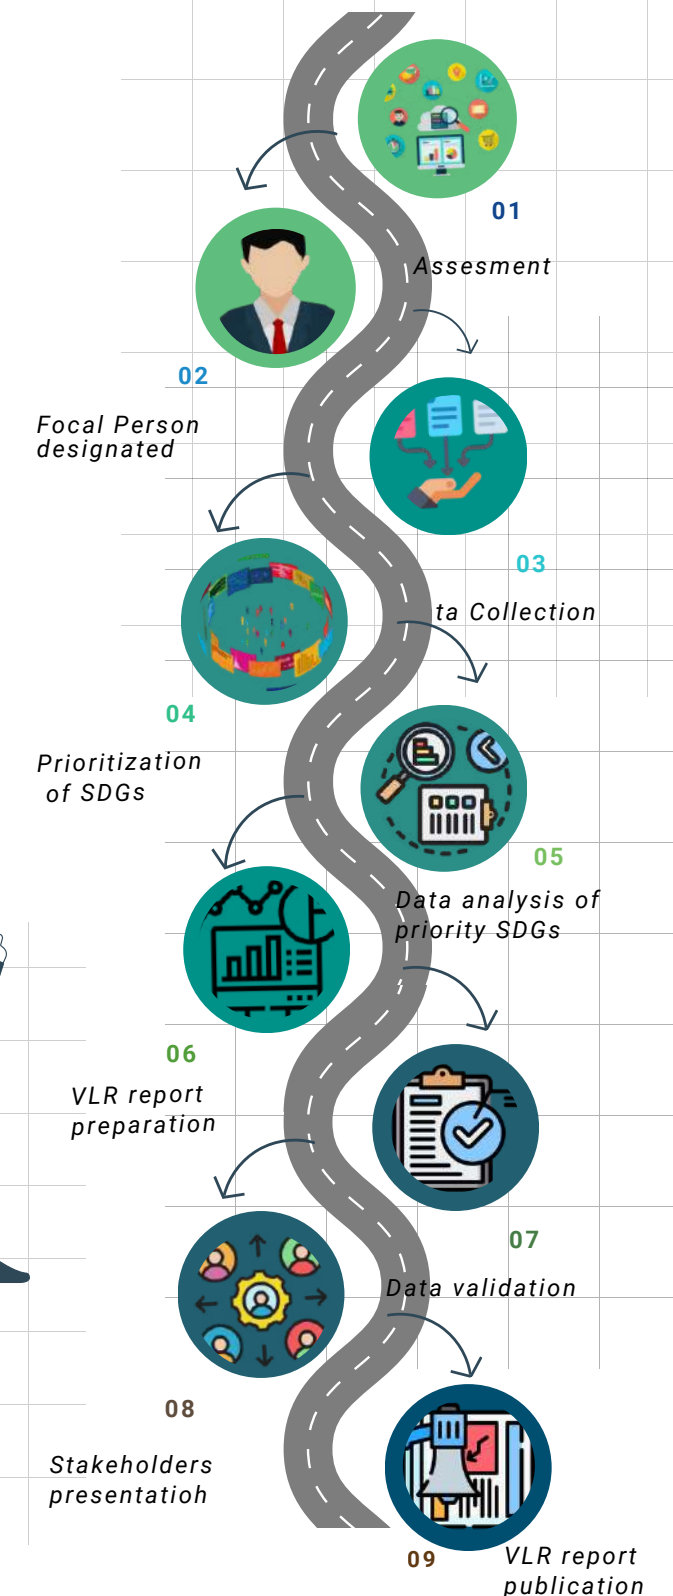 01
Assesment
02
Focal Person
designated
03
ta Collection
04
Prioritization
of SDGs
05
Data analysis of
priority SDGs
06
VLR report
preparation
07
Data validation
08
Stakeholders
presentatioh
09
VLR report
publication